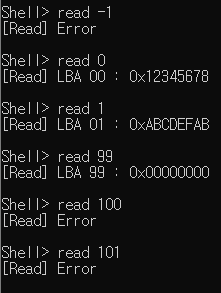 Shell> read -1
[Read] Error
Shell> read 0
[Read] LBA 00 : 0x12345678
Shell> read 1
[Read] LBA 01 : 0xABCDEFAB
Shell> read 99
[Read] LBA 99 : 0x00000000
Shell> read 100
[Read] Error
Shell> read 101
[Read] Error